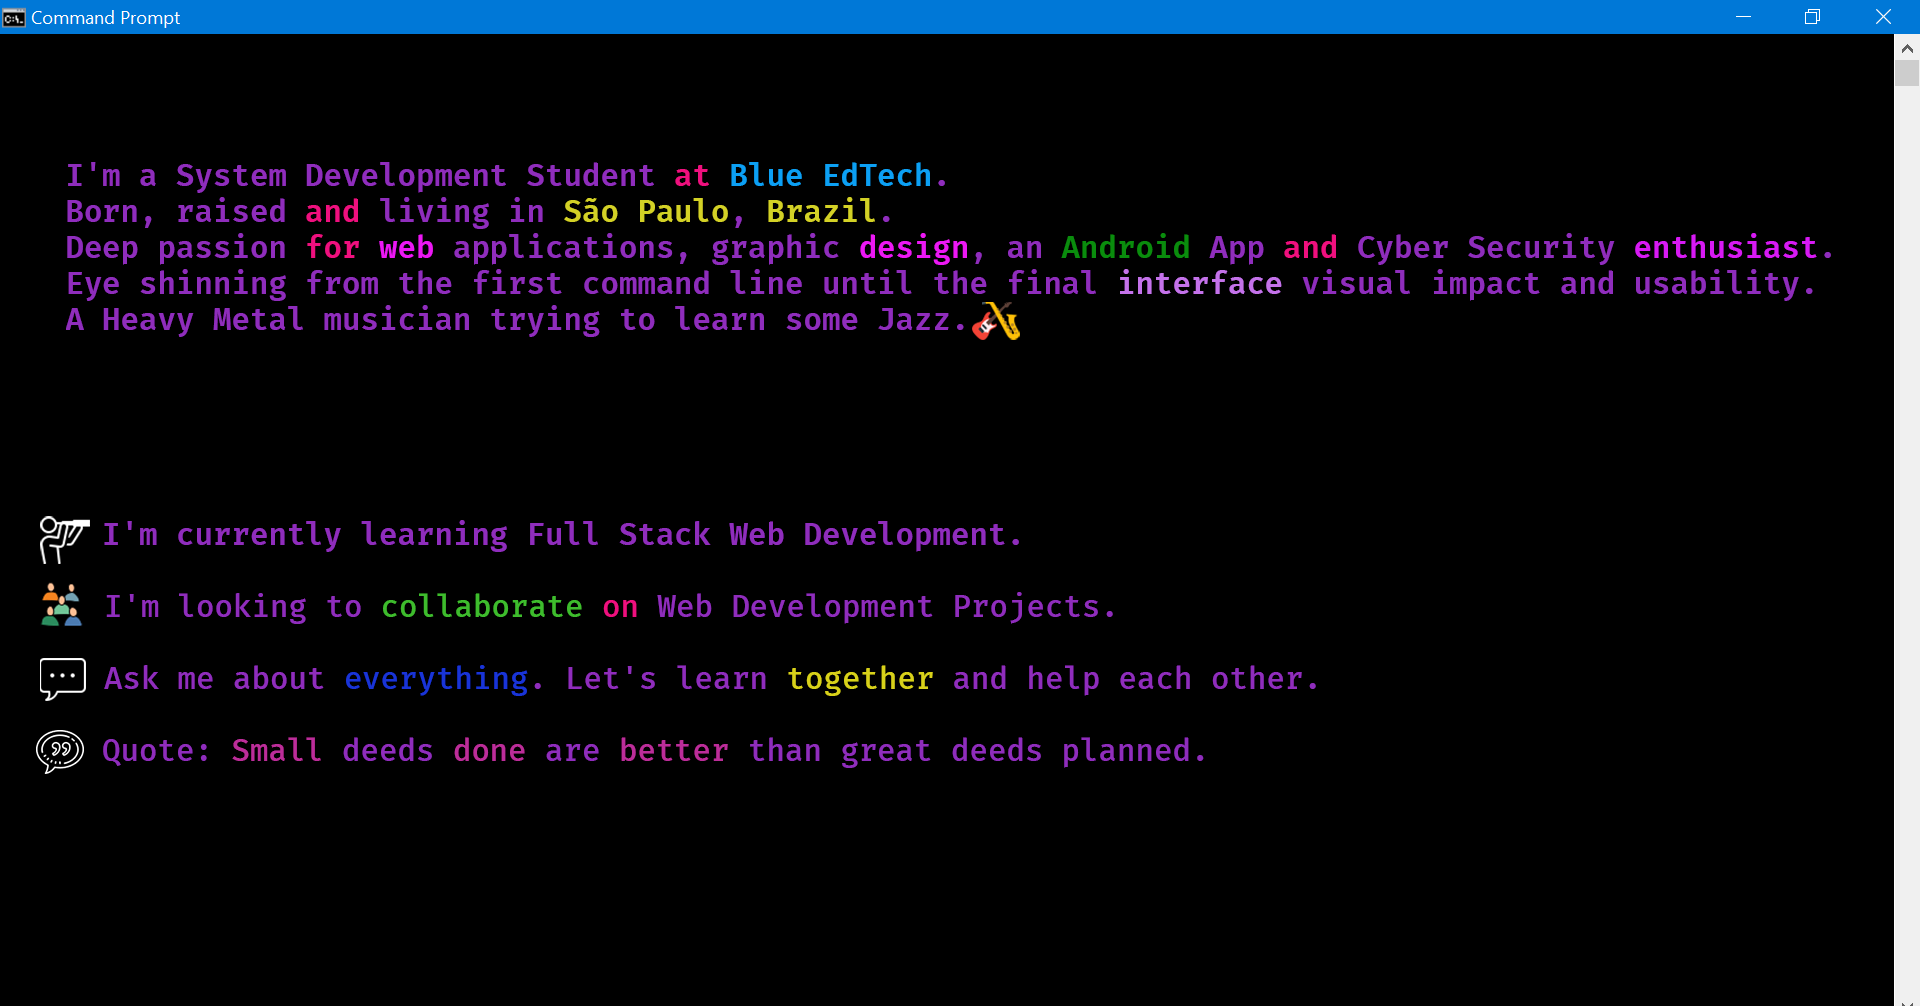 Command Prompt
I'm a System Development Student at Blue EdTech.
Born, raised and living in São Paulo, Brazil.
Deep passion for web applications, graphic design, an Android App and Cyber Security enthusiast.
Eye shinning from the first command line until the final interface visual impact and usability.
A Heavy Metal musician trying to learn some Jazz.
I'm currently learning Full Stack Web Development.
I'm looking to collaborate on Web Development Projects.
Ask me about everything. Let's learn together and help each other.
Quote: Small deeds done are better than great deeds planned.